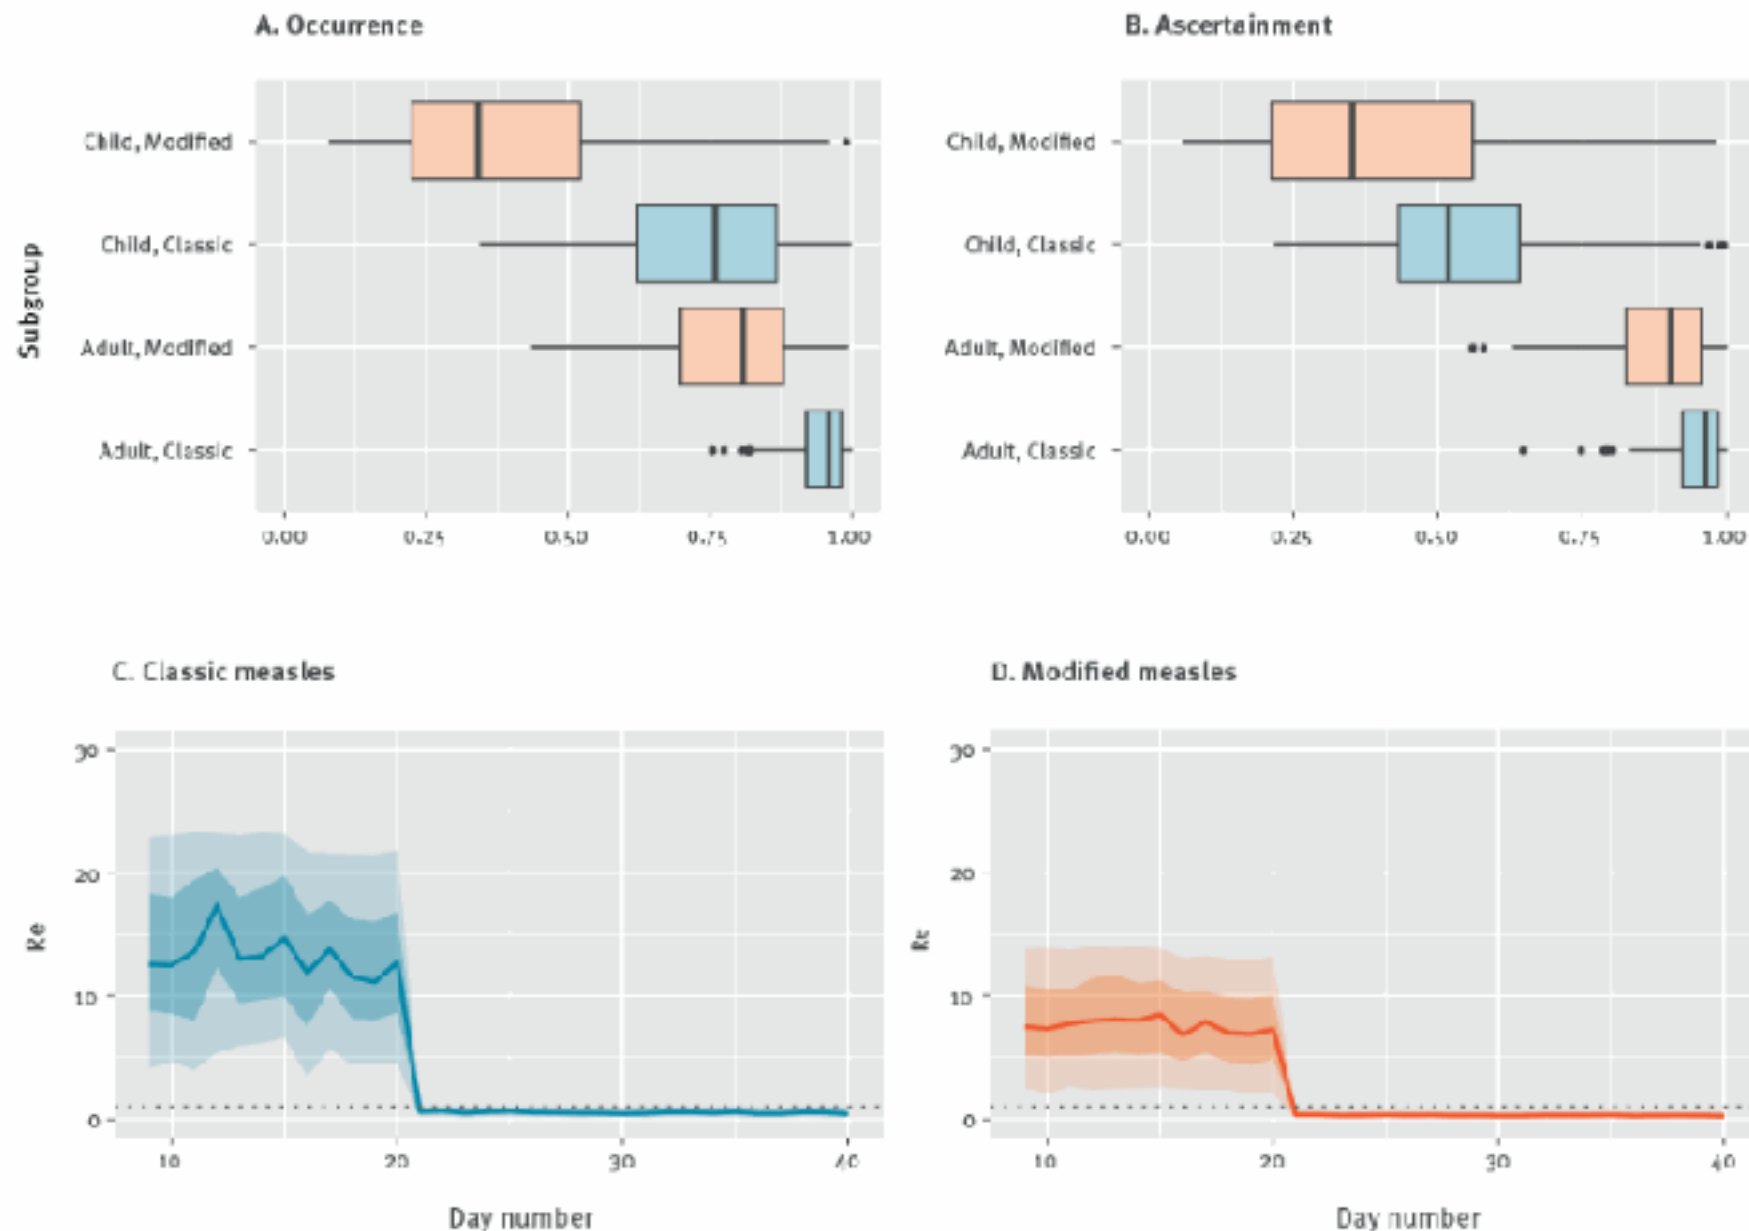 A. Occurrence
B. Ascertainment
Subgroup
Child, Modified
Child, Classic
Adult, Modified
Adult, Classic
Child, Modified
Child, Classic
Adult, Modified
Adult, Classic
0.00 0.25 0.50 0.75 1.00
0.00 0.25 0.50 0.75 1.00
C. Classic measles
D. Modified measles
Re
30
20
10
0
Re
30
20
10
0
10 20 30 40
10 20 30 40
Day number
Day number